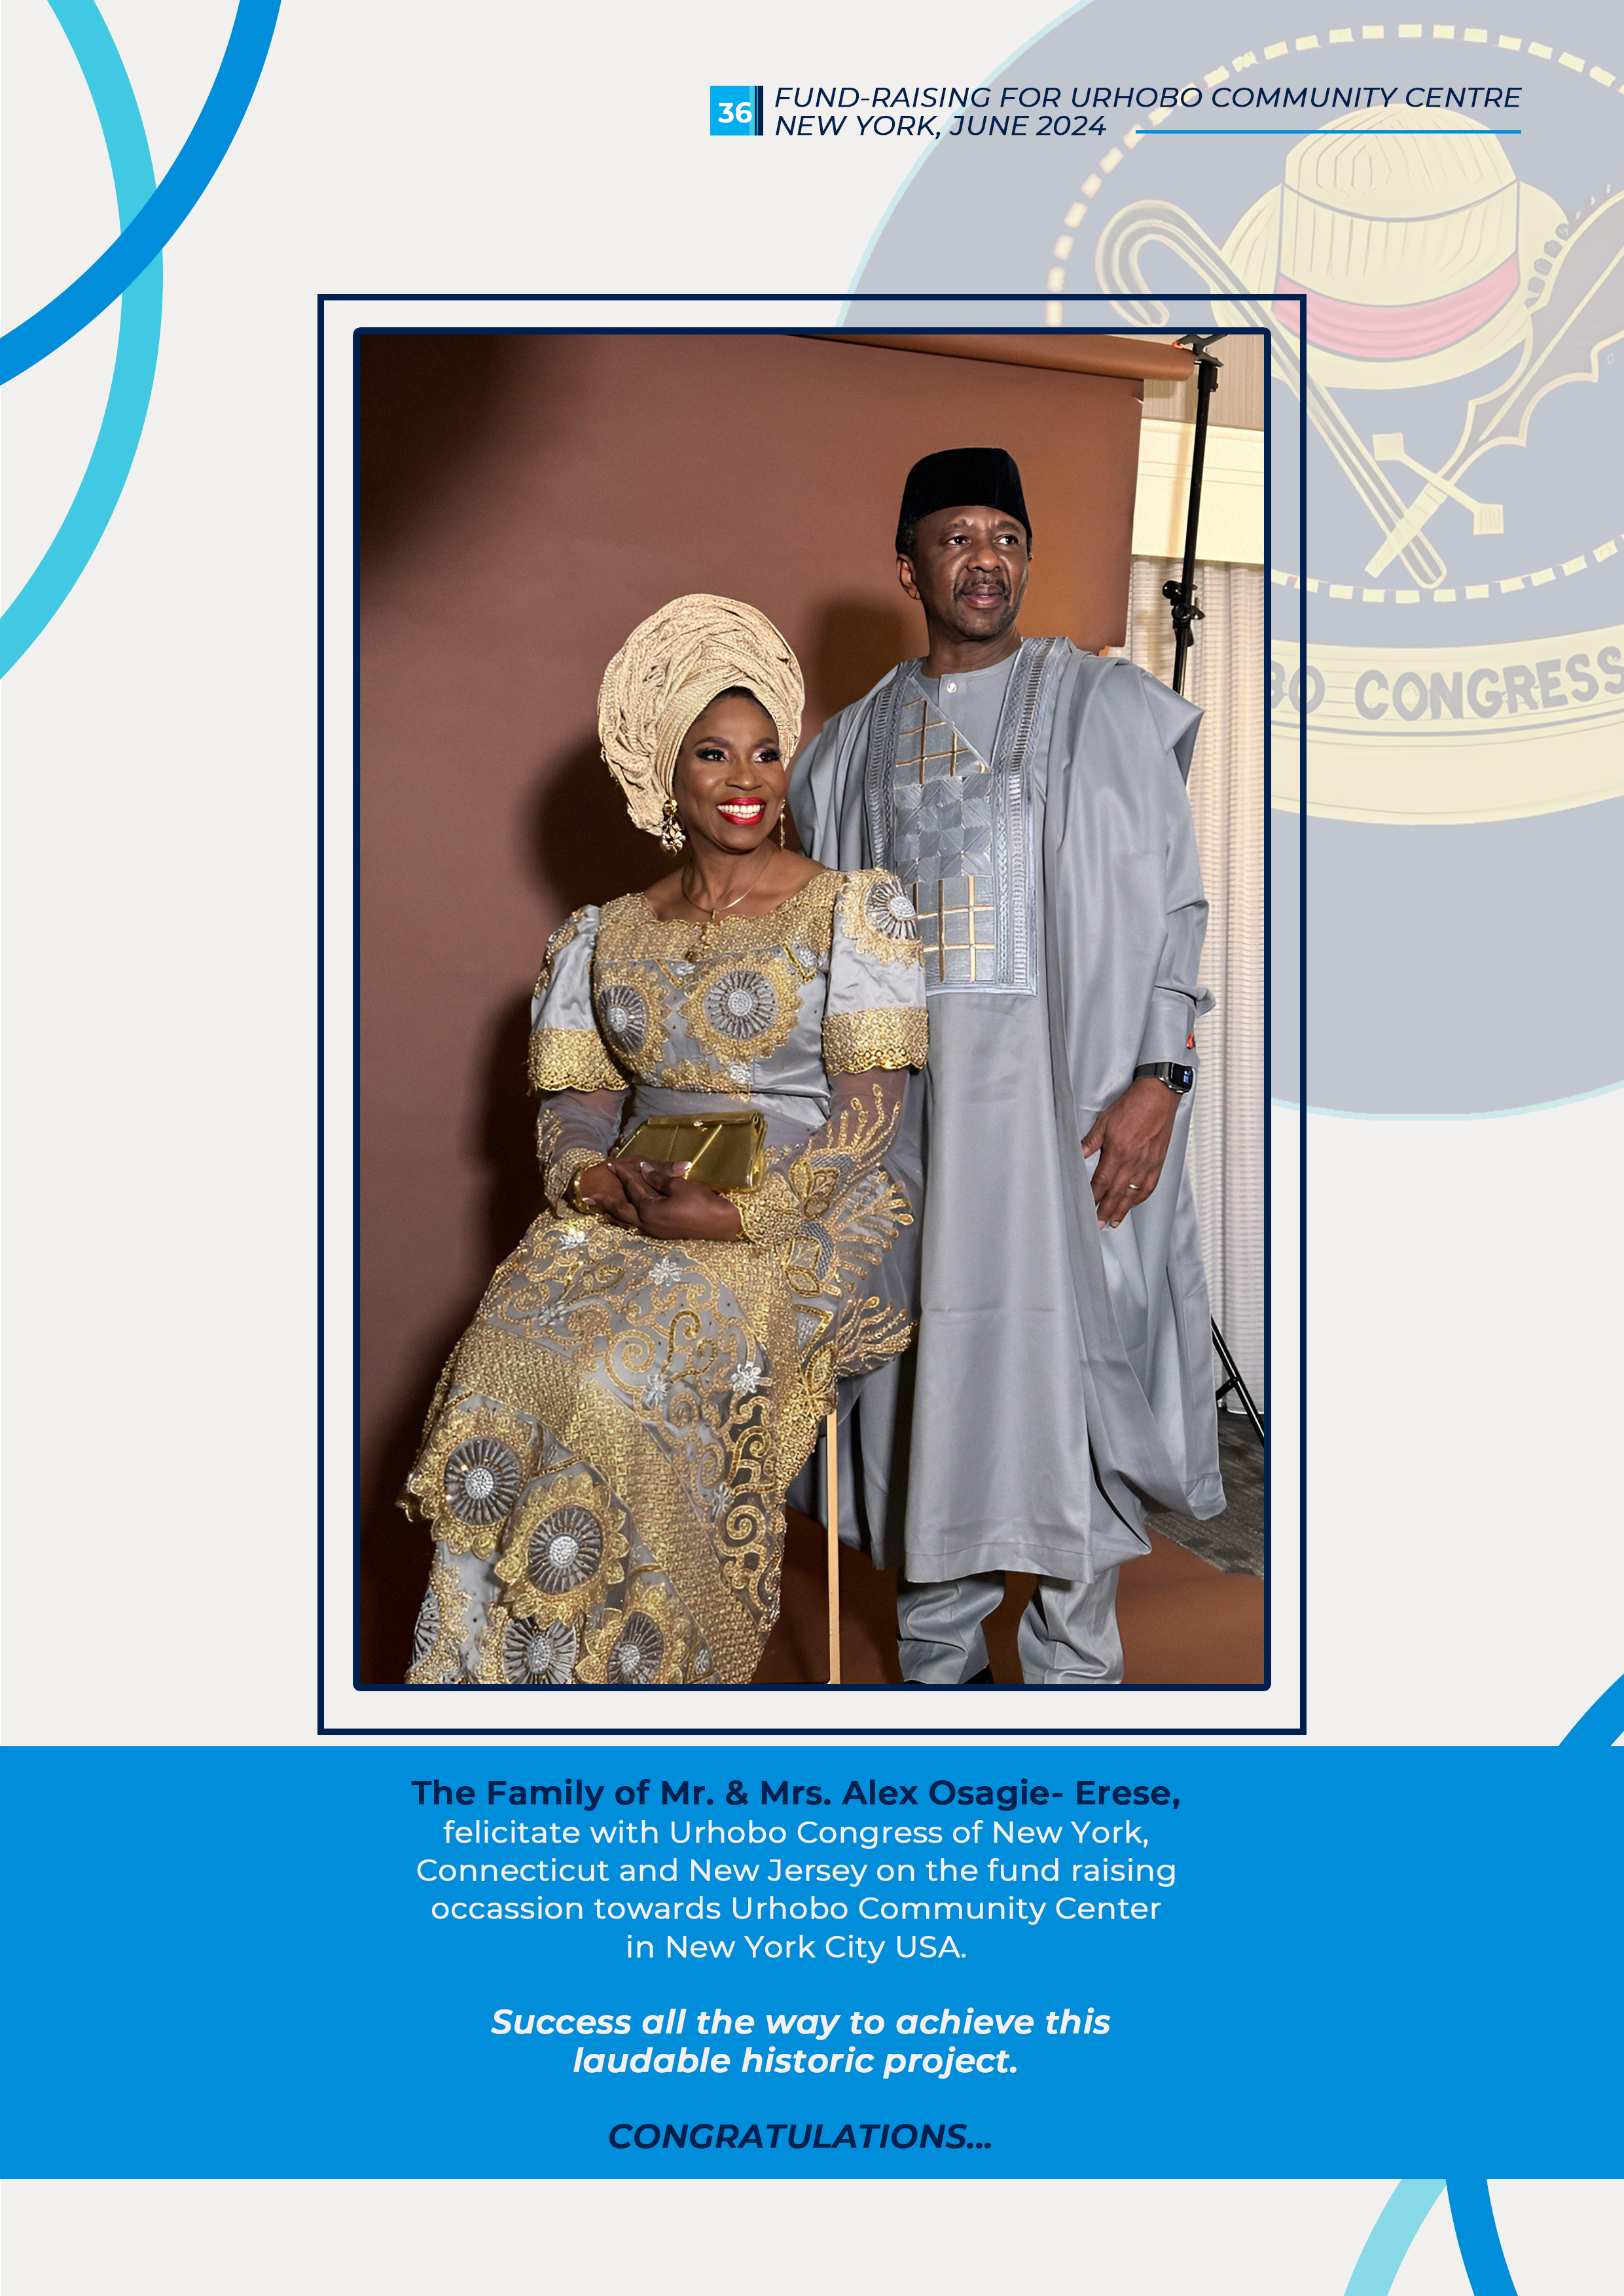 36
FUND-RAISING FOR URHOBO COMMUNITY CENTRE
NEW YORK, JUNE 2024
CONGRESS
The Family of Mr. & Mrs. Alex Osagie- Erese,
felicitate with Urhobo Congress of New York,
Connecticut and New Jersey on the fund raising
occassion towards Urhobo Community Center
in New York City USA.
Success all the way to achieve this
laudable historic project.
CONGRATULATIONS...